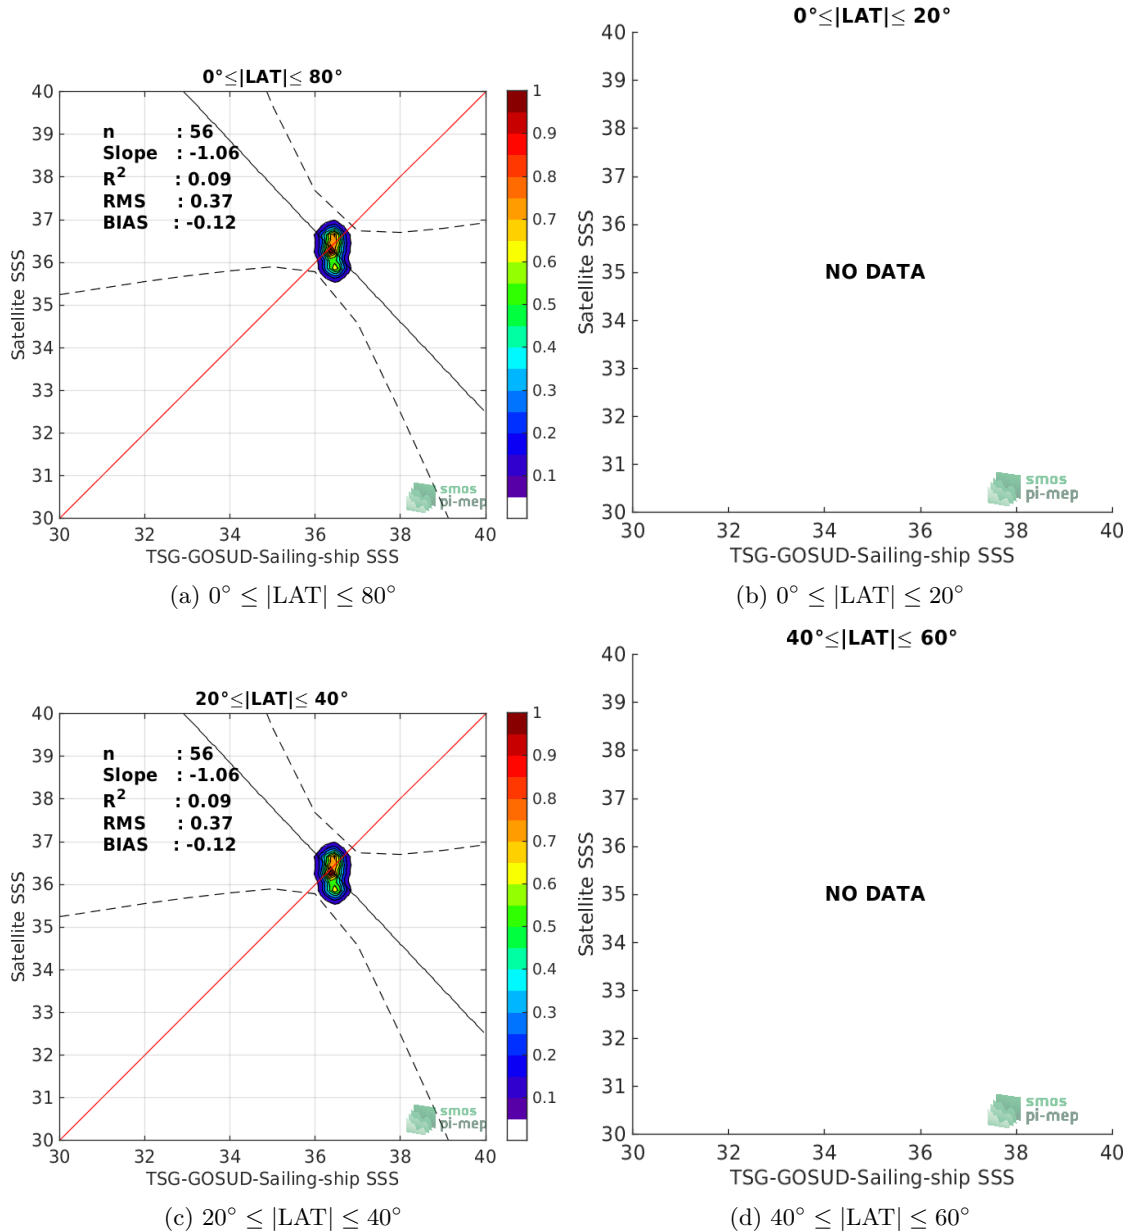 0°≤|LAT|≤ 80°
40
39
38
37
36
35
34
33
32
31
30
Satellite SSS
n : 56
Slope : -1.06
R² : 0.09
RMS : 0.37
BIAS : -0.12
smos
pi-mep
30 32 34 36 38 40
TSG-GOSUD-Sailing-ship SSS
1
0.9
0.8
0.7
0.6
0.5
0.4
0.3
0.2
0.1
(a) 0° ≤ |LAT| ≤ 80°
0°≤|LAT|≤ 20°
40
39
38
37
36
35
34
33
32
31
30
Satellite SSS
NO DATA
smos
pi-mep
30 32 34 36 38 40
TSG-GOSUD-Sailing-ship SSS
(b) 0° ≤ |LAT| ≤ 20°
20°≤|LAT|≤ 40°
40
39
38
37
36
35
34
33
32
31
30
Satellite SSS
n : 56
Slope : -1.06
R² : 0.09
RMS : 0.37
BIAS : -0.12
smos
pi-mep
30 32 34 36 38 40
TSG-GOSUD-Sailing-ship SSS
1
0.9
0.8
0.7
0.6
0.5
0.4
0.3
0.2
0.1
(c) 20° ≤ |LAT| ≤ 40°
40°≤|LAT|≤ 60°
40
39
38
37
36
35
34
33
32
31
30
Satellite SSS
NO DATA
smos
pi-mep
30 32 34 36 38 40
TSG-GOSUD-Sailing-ship SSS
(d) 40° ≤ |LAT| ≤ 60°